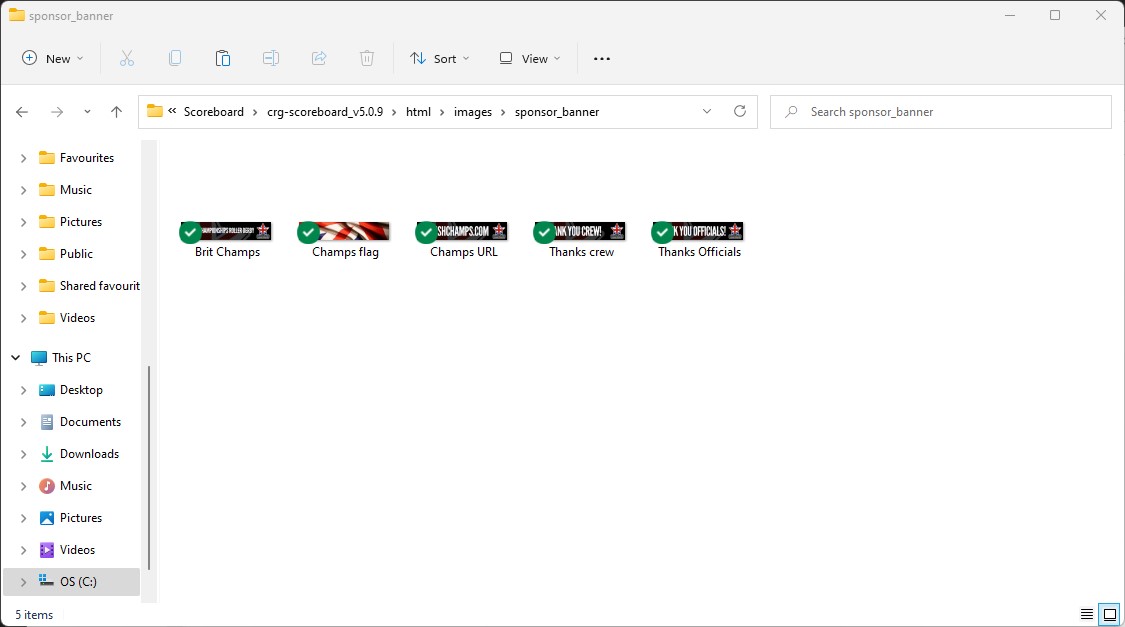 sponsor_banner
New
Sort
View
« Scoreboard > crg-scoreboard_v5.0.9 > html > images > sponsor_banner
Search sponsor_banner
Favourites
Music
Pictures
Public
Shared favourit
Videos
This PC
Desktop
Documents
Downloads
Music
Pictures
Videos
OS (C:)
HAMPIONSHIPS ROLLER DERBY
SHCHAMPS.COM
NK YOU CREW!
K YOU OFFICIALS!
Brit Champs
Champs flag
Champs URL
Thanks crew
Thanks Officials
5 items